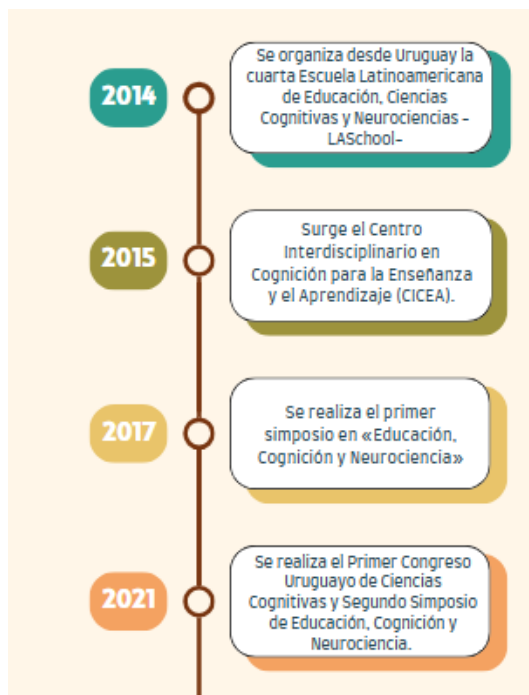 2014
Se organiza desde Uruguay la
cuarta Escuela Latinoamericana
de Educación, Ciencias
Cognitivas y Neurociencias -
LASchool-
2015
Surge el Centro
Interdisciplinario en
Cognición para la Enseñanza
y el Aprendizaje (CICEA).
2017
Se realiza el primer
simposio en «Educación,
Cognición y Neurociencia»
2021
Se realiza el Primer Congreso
Uruguayo de Ciencias
Cognitivas y Segundo Simposio
de Educación, Cognición y
Neurociencia.